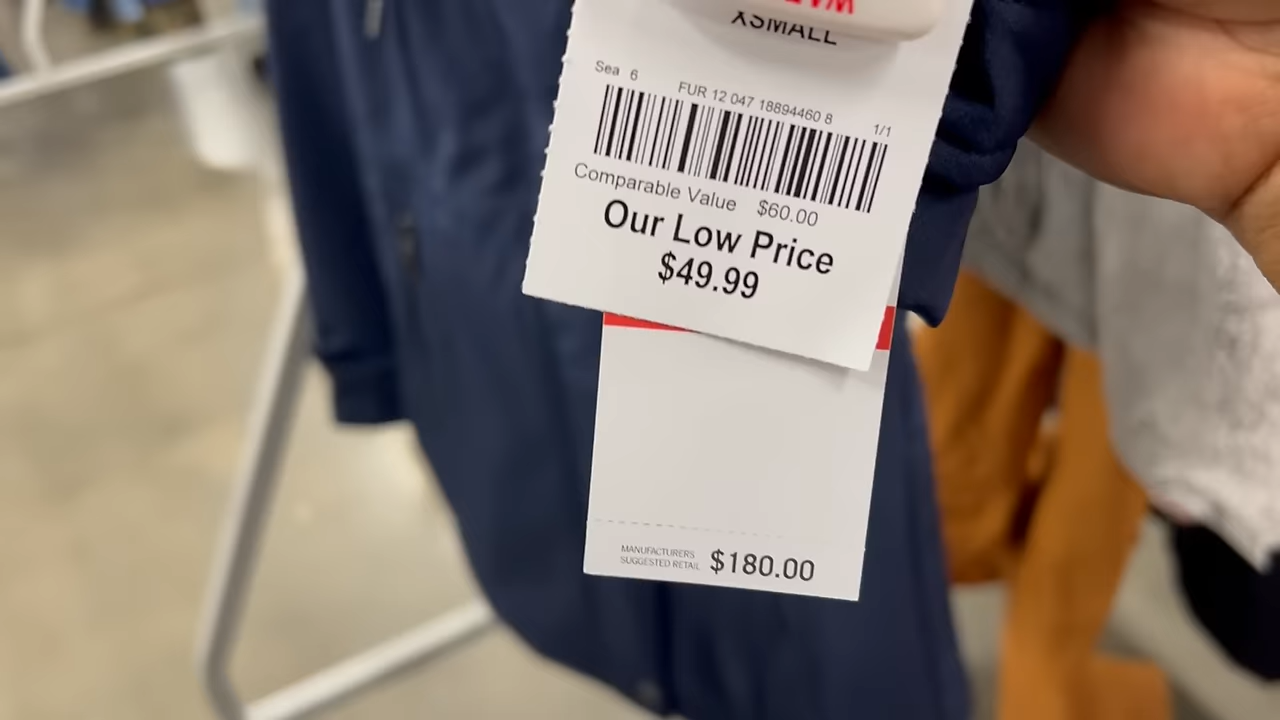 XSMALL
Sea 6
FUR 12 047 18894460 8
1/1
Comparable Value $60.00
Our Low Price
$49.99
MANUFACTURERS
SUGGESTED RETAIL
$180.00